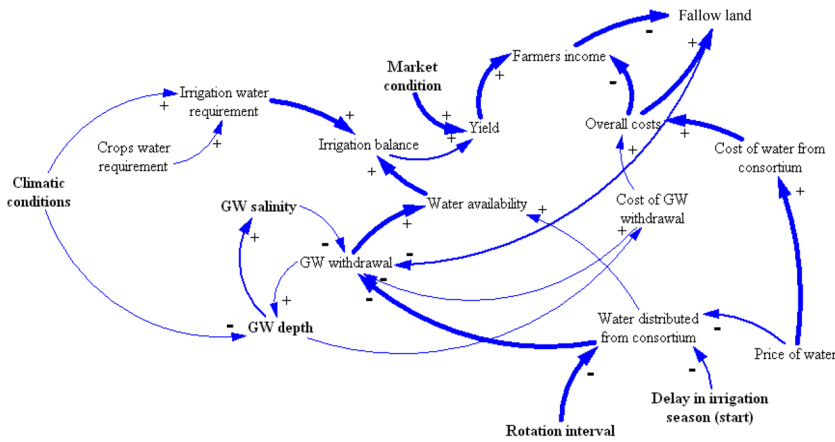 Fallow land
-
+
Farmers income
+
-
Market
condition
+
+
Yield
Irrigation water
requirement
+
+
Irrigation balance
+
Overall costs
+
+
Crops water
requirement
+
Cost of water from
consortium
+
Climatic
conditions
GW salinity
+
-
Water availability
+
+
Cost of GW
withdrawal
+
GW withdrawal
-
-
-
+
-
GW depth
Water distributed
from consortium
-
Price of water
-
-
Delay in irrigation
season (start)
Rotation interval